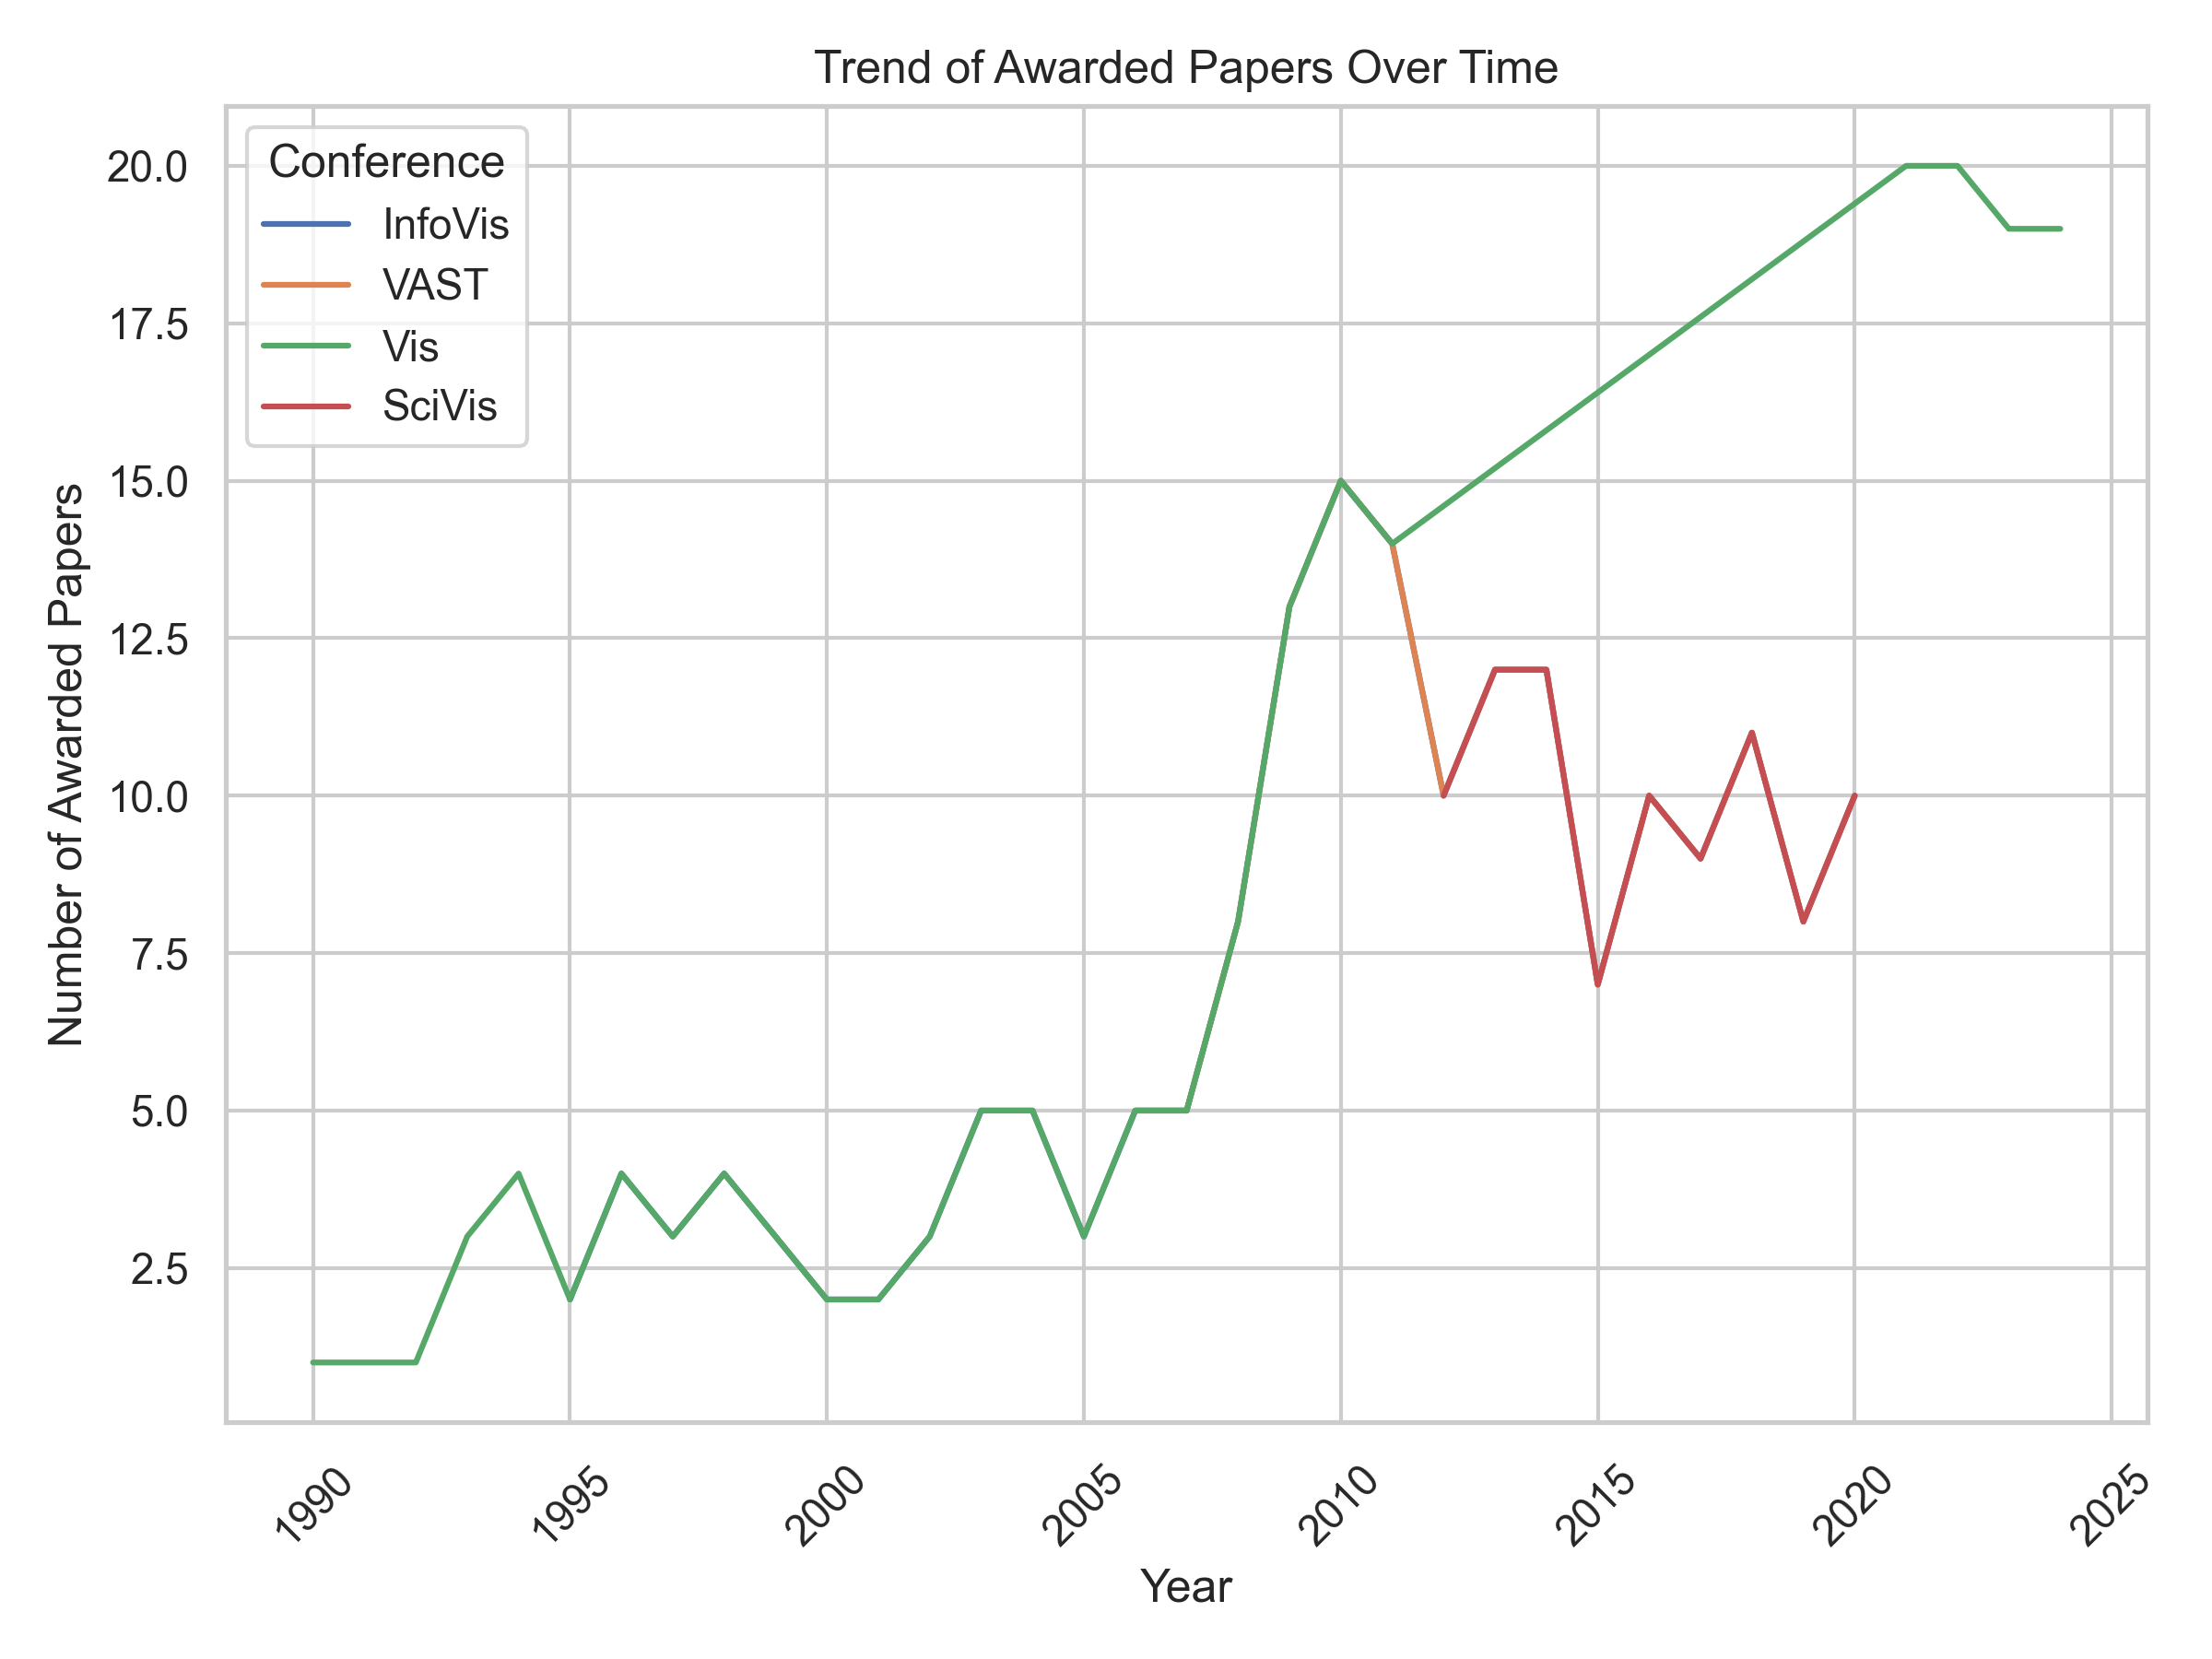 Trend of Awarded Papers Over Time
Conference
InfoVis
VAST
Vis
SciVis
Number of Awarded Papers
20.0
17.5
15.0
12.5
10.0
7.5
5.0
2.5
1990
1995
2000
2005
2010
2015
2020
2025
Year